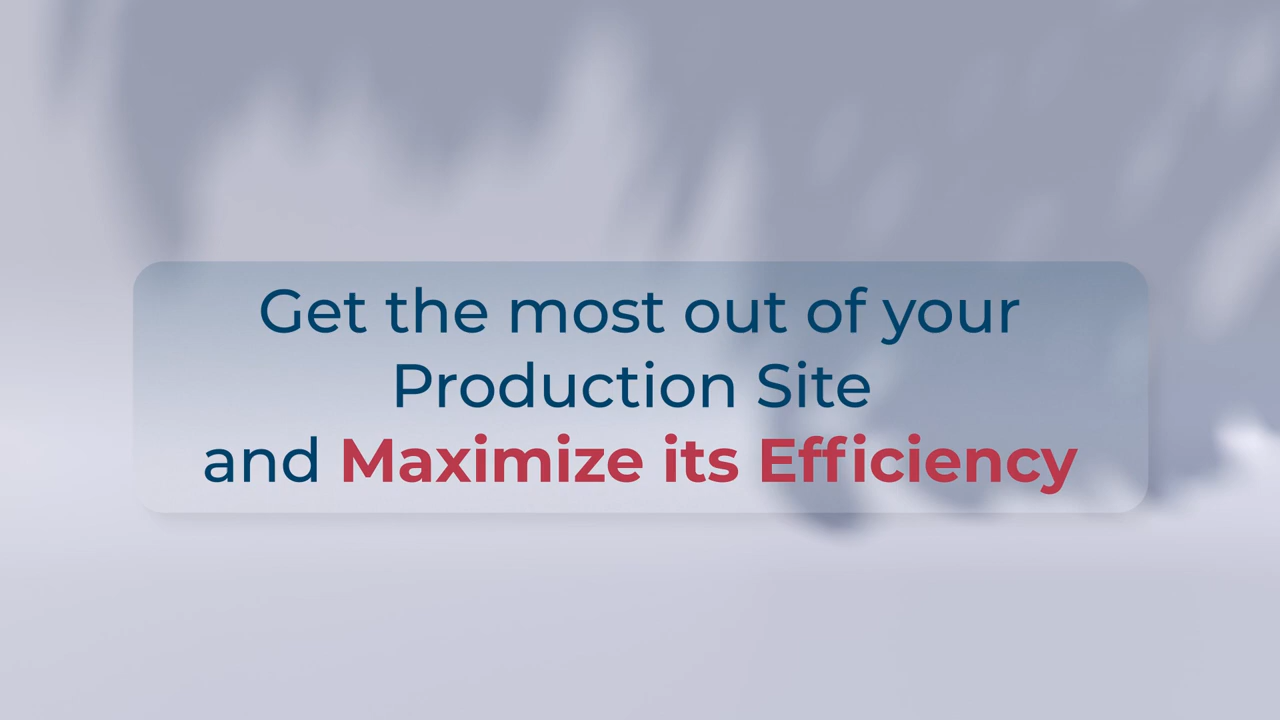 Get the most out of your
Production Site
and Maximize its Efficiency